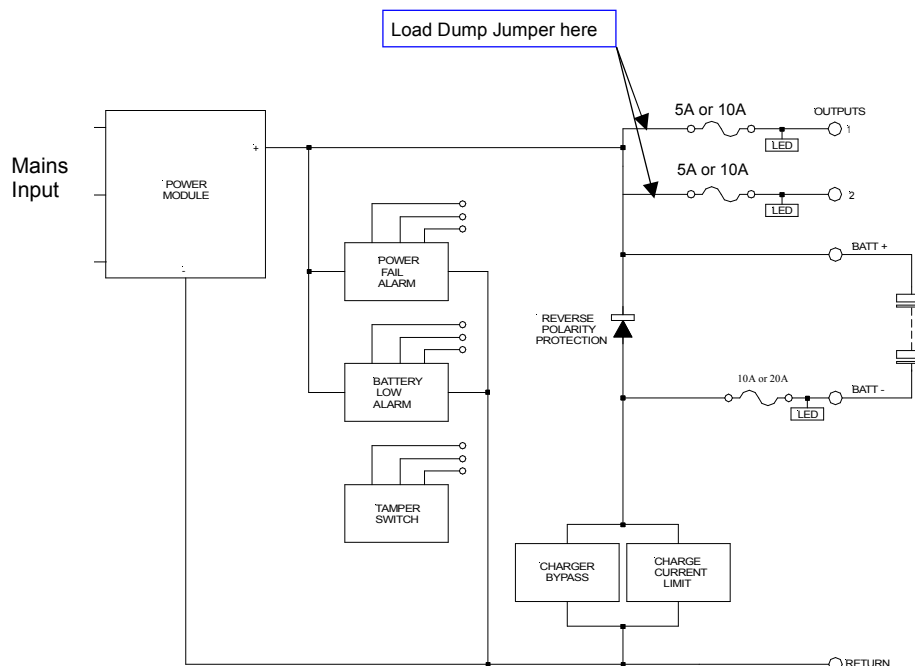 Load Dump Jumper here
5A or 10A
OUTPUTS
1
LED
Mains
Input
+
POWER
MODULE
-
5A or 10A
2
LED
POWER
FAIL
ALARM
BATT +
REVERSE
POLARITY
PROTECTION
BATTERY
LOW
ALARM
10A or 20A
BATT -
LED
TAMPER
SWITCH
CHARGER
BYPASS
CHARGE
CURRENT
LIMIT
RETURN